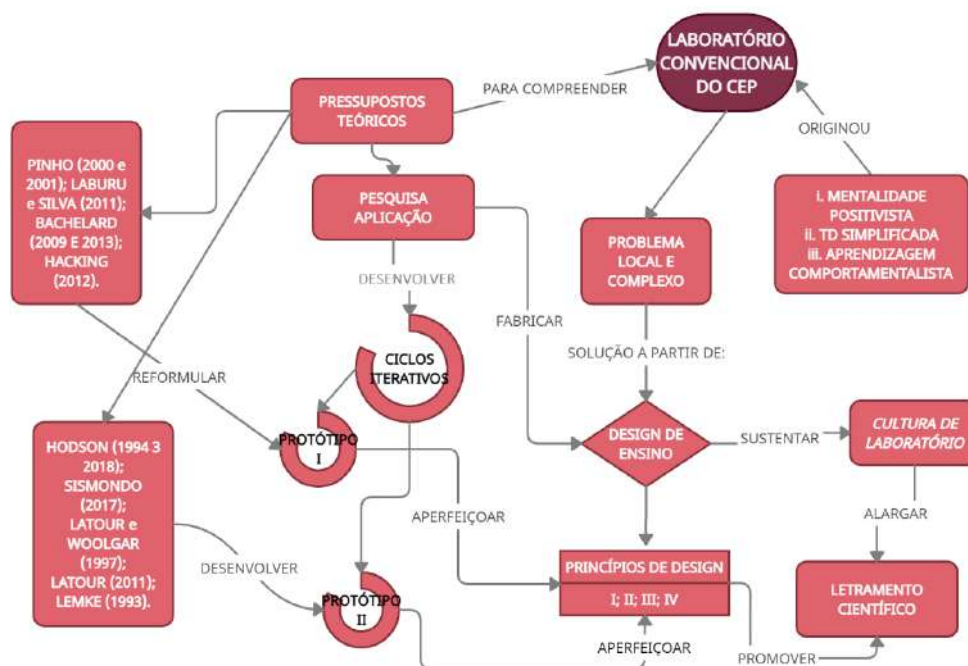 LABORATÓRIO
CONVENCIONAL
DO CEP
PARA COMPREENDER
PRESSUPOSTOS
TEÓRICOS
ORIGINOU
PINHO (2000 e
2001); LABURU
e SILVA (2011);
BACHELARD
(2009 E 2013);
HACKING
(2012).
PESQUISA
APLICAÇÃO
i. MENTALIDADE
POSITIVISTA
ii. TD SIMPLIFICADA
iii. APRENDIZAGEM
COMPORTAMENTALISTA
PROBLEMA
LOCAL E
COMPLEXO
DESENVOLVER
FABRICAR
SOLUÇÃO A PARTIR DE:
CICLOS
ITERATIVOS
REFORMULAR
PROTÓTIPO
I
DESIGN DE
ENSINO
SUSTENTAR
CULTURA DE
LABORATÓRIO
HODSON (1994 3
2018);
SISMONDO
(2017);
LATOUR e
WOOLGAR
(1997);
LATOUR (2011);
LEMKE (1993).
APERFEIÇOAR
ALARGAR
DESENVOLVER
PRINCÍPIOS DE DESIGN
I; II; III; IV
LETRAMENTO
CIENTÍFICO
PROTÓTIPO
II
APERFEIÇOAR
PROMOVER